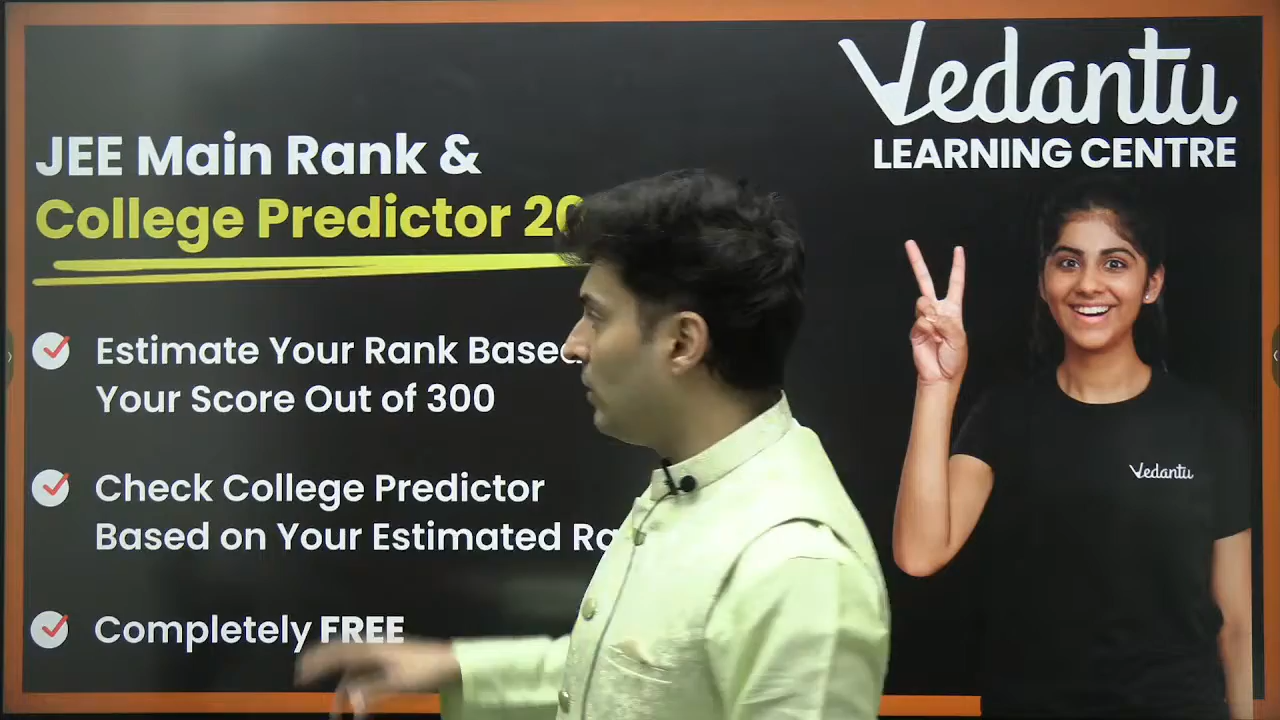 Vedantu
LEARNING CENTRE
JEE Main Rank &
College Predictor
Estimate Your Rank Based
Your Score Out of 300
Check College Predictor
Based on Your Estimated
Completely FREE
Vedantu